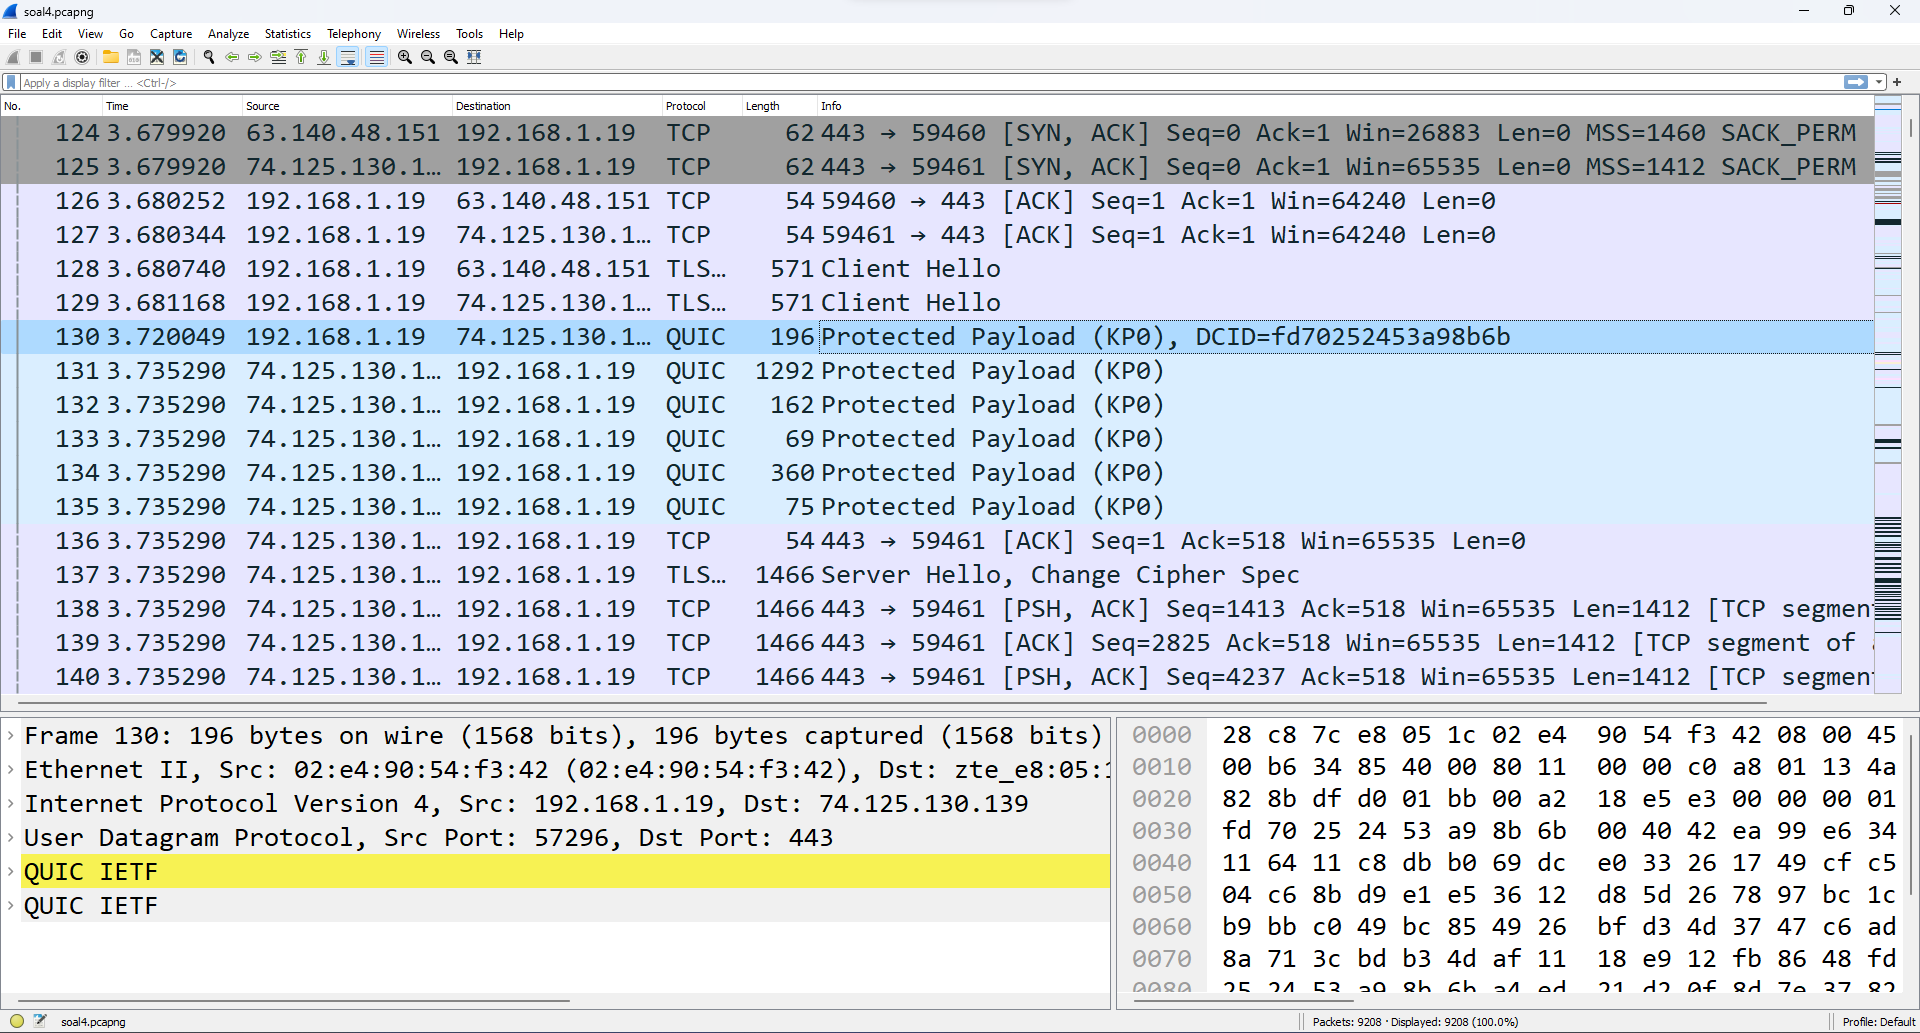 soal4.pcapng
File Edit View Go Capture Analyze Statistics Telephony Wireless Tools Help
Apply a display filter ... <Ctrl-/>
No. Time Source Destination Protocol Length Info
124 3.679920 63.140.48.151 192.168.1.19 TCP 62 443 → 59460 [SYN, ACK] Seq=0 Ack=1 Win=26883 Len=0 MSS=1460 SACK_PERM
125 3.679920 74.125.130.1… 192.168.1.19 TCP 62 443 → 59461 [SYN, ACK] Seq=0 Ack=1 Win=65535 Len=0 MSS=1412 SACK_PERM
126 3.680252 192.168.1.19 63.140.48.151 TCP 54 59460 → 443 [ACK] Seq=1 Ack=1 Win=64240 Len=0
127 3.680344 192.168.1.19 74.125.130.1… TCP 54 59461 → 443 [ACK] Seq=1 Ack=1 Win=64240 Len=0
128 3.680740 192.168.1.19 63.140.48.151 TLS… 571 Client Hello
129 3.681168 192.168.1.19 74.125.130.1… TLS… 571 Client Hello
130 3.720049 192.168.1.19 74.125.130.1… QUIC 196 Protected Payload (KP0), DCID=fd70252453a98b6b
131 3.735290 74.125.130.1… 192.168.1.19 QUIC 1292 Protected Payload (KP0)
132 3.735290 74.125.130.1… 192.168.1.19 QUIC 162 Protected Payload (KP0)
133 3.735290 74.125.130.1… 192.168.1.19 QUIC 69 Protected Payload (KP0)
134 3.735290 74.125.130.1… 192.168.1.19 QUIC 360 Protected Payload (KP0)
135 3.735290 74.125.130.1… 192.168.1.19 QUIC 75 Protected Payload (KP0)
136 3.735290 74.125.130.1… 192.168.1.19 TCP 54 443 → 59461 [ACK] Seq=1 Ack=518 Win=65535 Len=0
137 3.735290 74.125.130.1… 192.168.1.19 TLS… 1466 Server Hello, Change Cipher Spec
138 3.735290 74.125.130.1… 192.168.1.19 TCP 1466 443 → 59461 [PSH, ACK] Seq=1413 Ack=518 Win=65535 Len=1412 [TCP segmen
139 3.735290 74.125.130.1… 192.168.1.19 TCP 1466 443 → 59461 [ACK] Seq=2825 Ack=518 Win=65535 Len=1412 [TCP segment of
140 3.735290 74.125.130.1… 192.168.1.19 TCP 1466 443 → 59461 [PSH, ACK] Seq=4237 Ack=518 Win=65535 Len=1412 [TCP segmen
Frame 130: 196 bytes on wire (1568 bits), 196 bytes captured (1568 bits)
Ethernet II, Src: 02:e4:90:54:f3:42 (02:e4:90:54:f3:42), Dst: zte_e8:05:1
Internet Protocol Version 4, Src: 192.168.1.19, Dst: 74.125.130.139
User Datagram Protocol, Src Port: 57296, Dst Port: 443
QUIC IETF
QUIC IETF
0000 28 c8 7c e8 05 1c 02 e4 90 54 f3 42 08 00 45
0010 00 b6 34 85 40 00 80 11 00 00 c0 a8 01 13 4a
0020 82 8b df d0 01 bb 00 a2 18 e5 e3 00 00 00 01
0030 fd 70 25 24 53 a9 8b 6b 00 40 42 ea 99 e6 34
0040 11 64 11 c8 db b0 69 dc e0 33 26 17 49 cf c5
0050 04 c6 8b d9 e1 e5 36 12 d8 5d 26 78 97 bc 1c
0060 b9 bb c0 49 bc 85 49 26 bf d3 4d 37 47 c6 ad
0070 8a 71 3c bd b3 4d af 11 18 e9 12 fb 86 48 fd
0080 25 24 53 a9 8b 6b a4 ed 21 d2 0f 8d 7e 37 82
soal4.pcapng
Packets: 9208 · Displayed: 9208 (100.0%)
Profile: Default